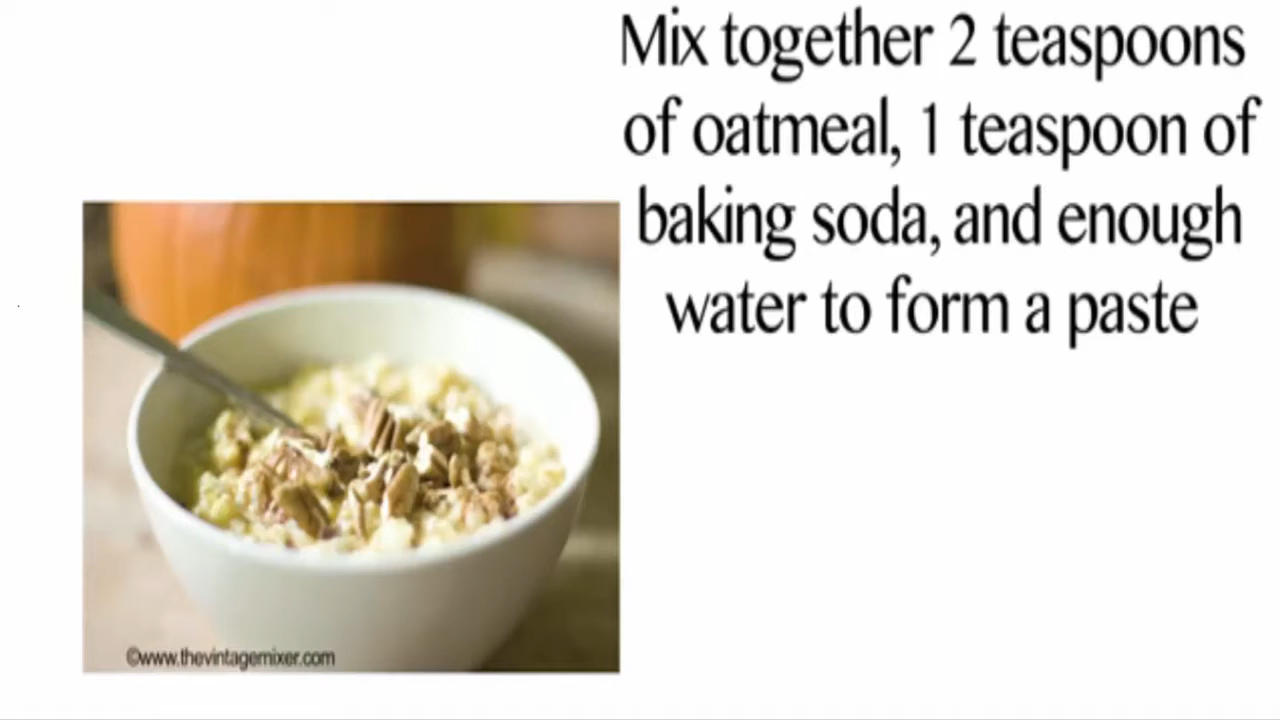 Mix together 2 teaspoons
of oatmeal, 1 teaspoon of
baking soda, and enough
water to form a paste
©www.thevintagemixer.com